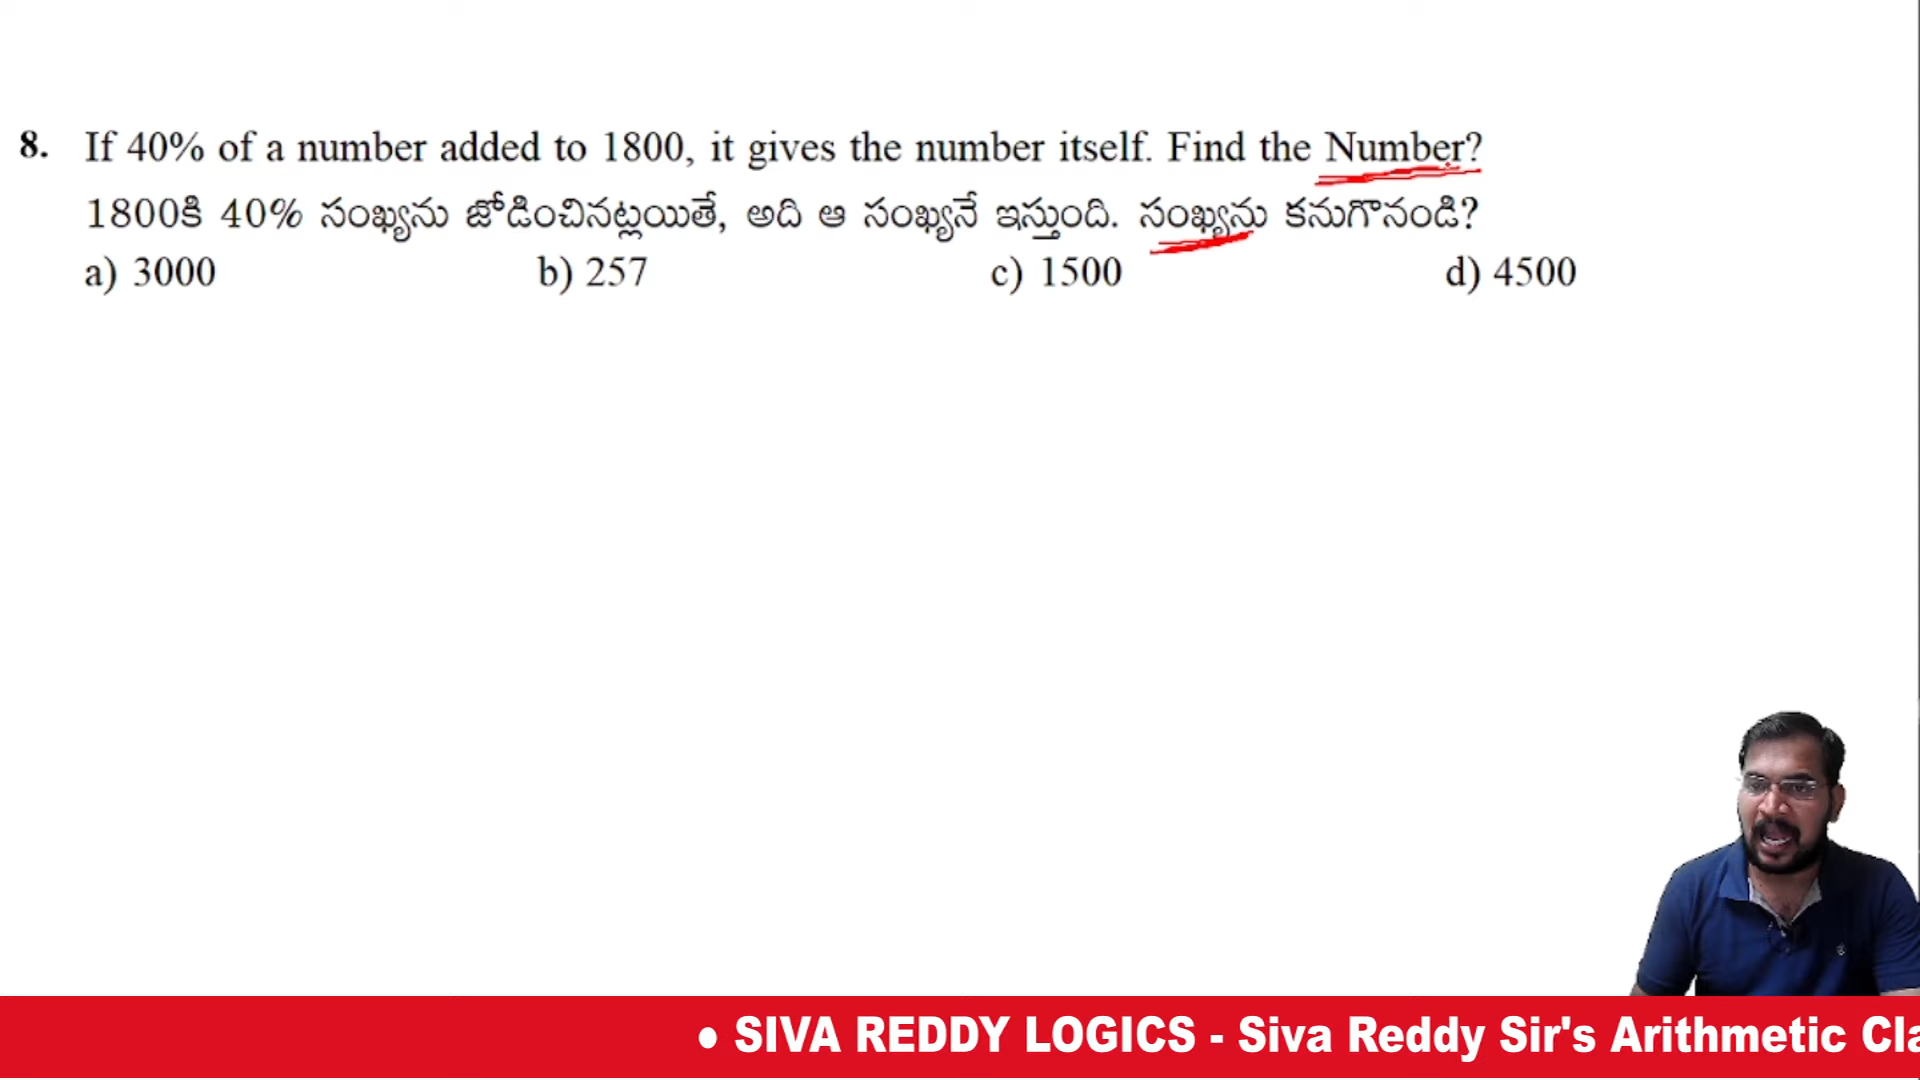 8. If 40% of a number added to 1800, it gives the number itself. Find the Number?
1800కి 40% సంఖ్యను జోడించినట్లయితే, అది ఆ సంఖ్యనే ఇస్తుంది. సంఖ్యను కనుగొనండి?
a) 3000 b) 257 c) 1500 d) 4500
• SIVA REDDY LOGICS - Siva Reddy Sir's Arithmetic Cla